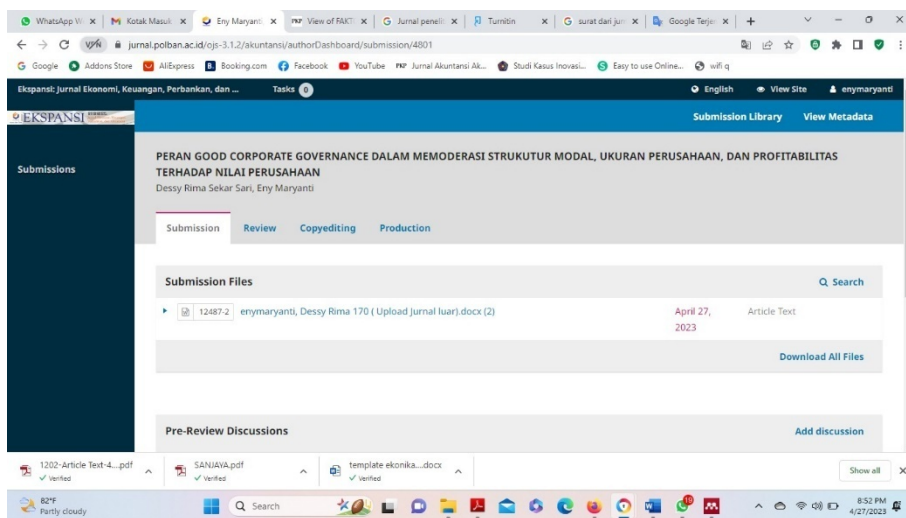 WhatsApp W
Kotak Masuk
Eny Maryanti
View of FAKT
Jurnal peneliti
Turnitin
surat dari jurn
Google Terjem
jurnal.polban.ac.id/ojs-3.1.2/akuntansi/authorDashboard/submission/4801
Google
Addons Store
AliExpress
Booking.com
Facebook
YouTube
Jurnal Akuntansi Ak...
Studi Kasus Inovasi...
Easy to use Online...
wifi q
Ekspansi: Jurnal Ekonomi, Keuangan, Perbankan, dan ...
Tasks 0
English
View Site
enymaryanti
EKSPANSI
Submission Library
View Metadata
Submissions
PERAN GOOD CORPORATE GOVERNANCE DALAM MEMODERASI STRUKUTUR MODAL, UKURAN PERUSAHAAN, DAN PROFITABILITAS
TERHADAP NILAI PERUSAHAAN
Dessy Rima Sekar Sari, Eny Maryanti
Submission
Review
Copyediting
Production
Submission Files
Search
12487-2
enymaryanti, Dessy Rima 170 ( Upload Jurnal luar).docx (2)
April 27,
2023
Article Text
Download All Files
Pre-Review Discussions
Add discussion
1202-Article Text-4....pdf
Verified
SANJAYA.pdf
Verified
template ekonika....docx
Verified
Show all
82°F
Partly cloudy
Search
8:52 PM
4/27/2023